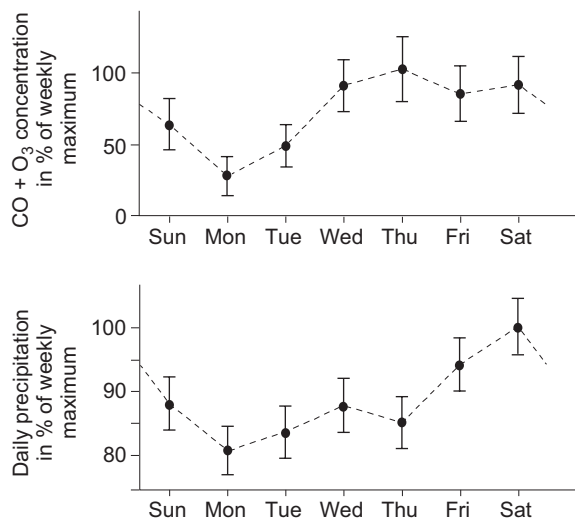 CO + O3 concentration
in % of weekly
maximum
100
50
0
Sun Mon Tue Wed Thu Fri Sat
Daily precipitation
in % of weekly
maximum
100
90
80
Sun Mon Tue Wed Thu Fri Sat